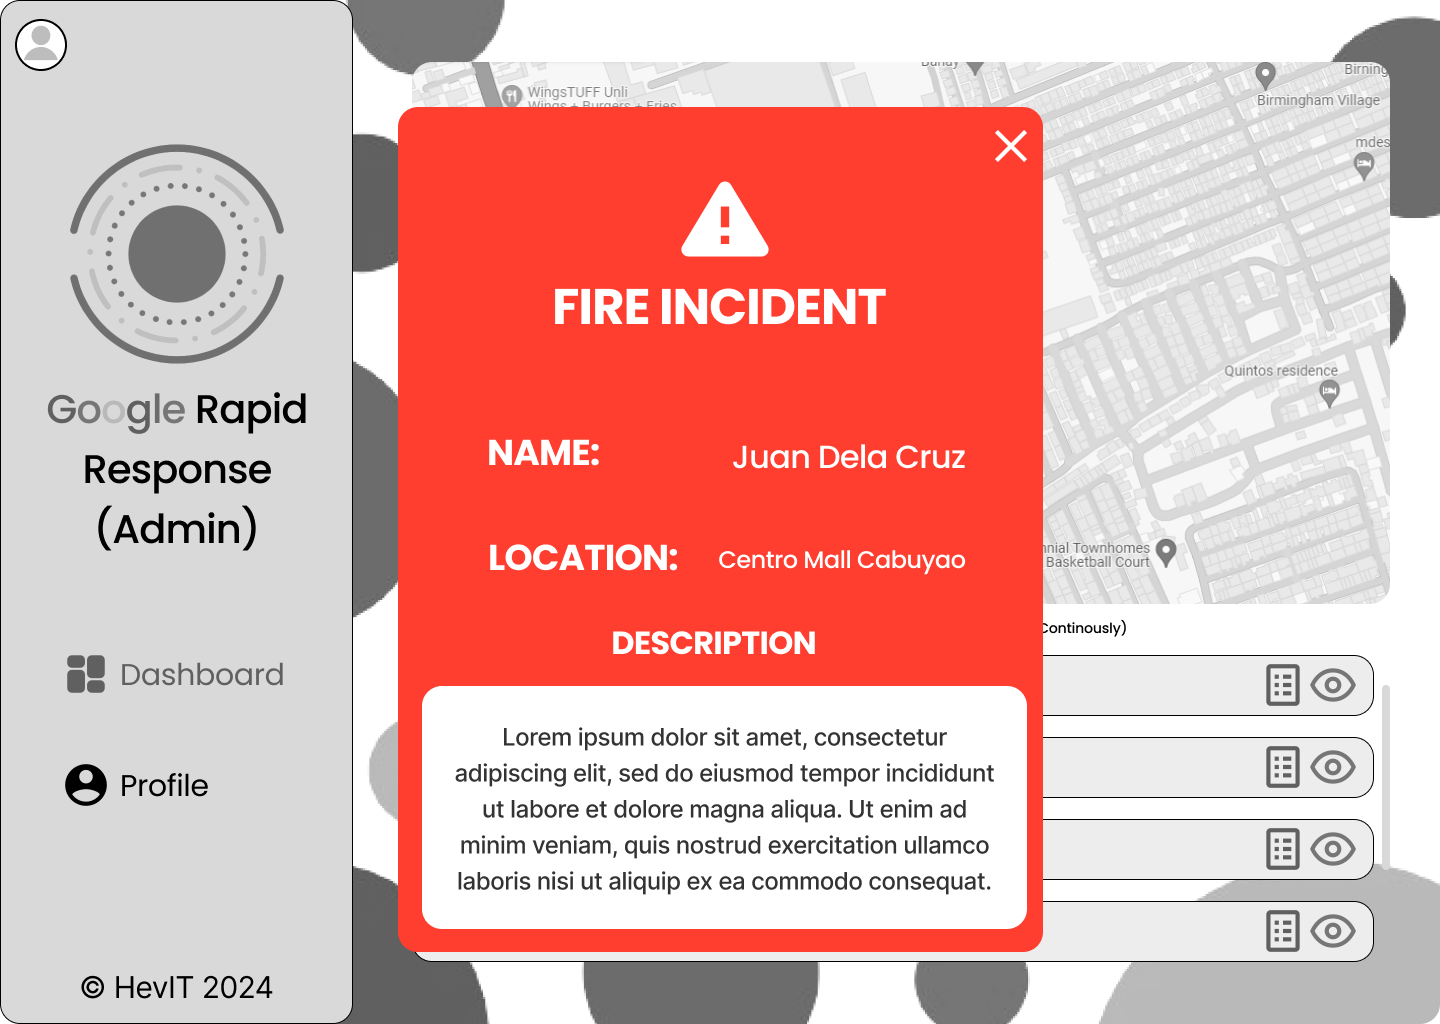 Google Rapid
Response
(Admin)
Dashboard
Profile
© HevIT 2024
WingsTUFF Unli
Wings + Burgers + Fries
Birming
Birmingham Village
mdes
Quintos residence
nnial Townhomes
Basketball Court
FIRE INCIDENT
NAME: Juan Dela Cruz
LOCATION: Centro Mall Cabuyao
DESCRIPTION
Lorem ipsum dolor sit amet, consectetur
adipiscing elit, sed do eiusmod tempor incididunt
ut labore et dolore magna aliqua. Ut enim ad
minim veniam, quis nostrud exercitation ullamco
laboris nisi ut aliquip ex ea commodo consequat.
Continously)